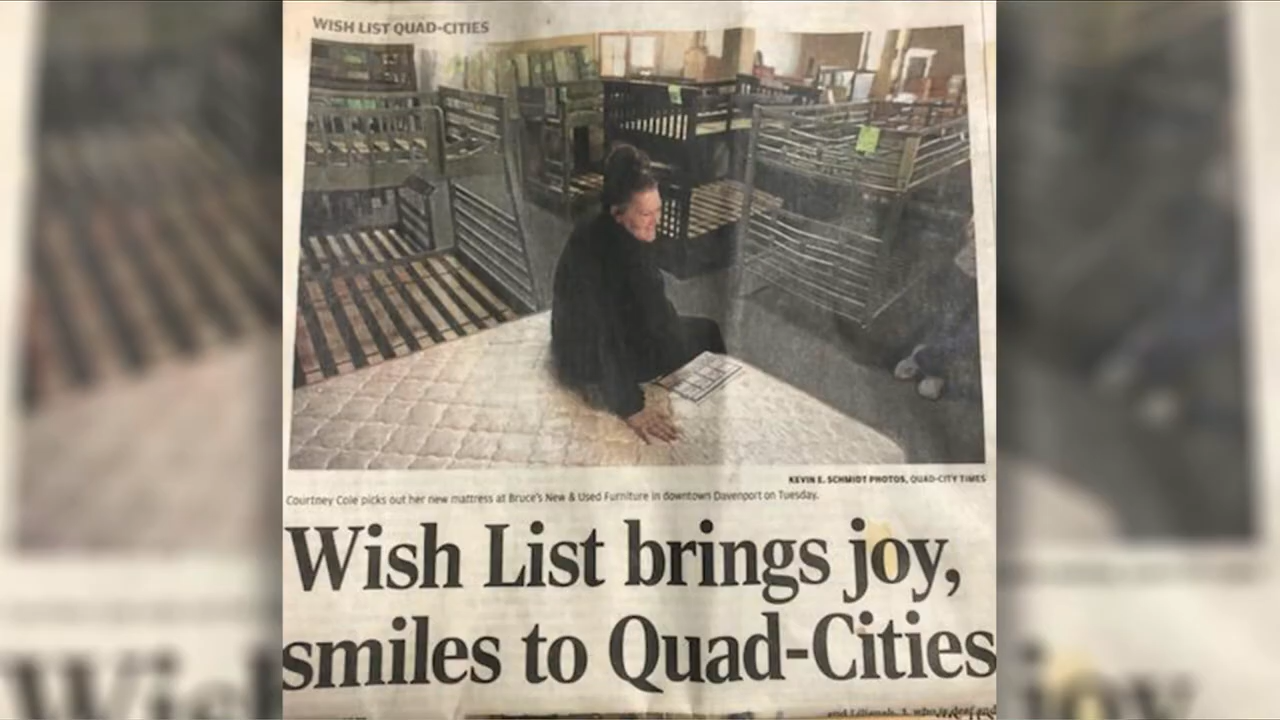 WISH LIST QUAD-CITIES
KEVIN E. SCHMIDT PHOTOS, QUAD-CITY TIMES
Courtney Cole picks out her new mattress at Bruce's New & Used Furniture in downtown Davenport on Tuesday.
Wish List brings joy,
smiles to Quad-Cities